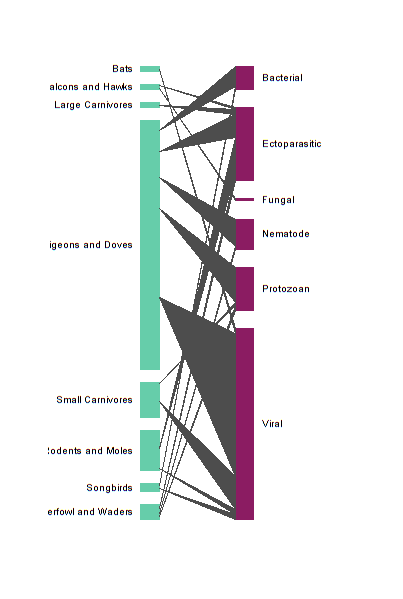 Bats
alcons and Hawks
Large Carnivores
igeons and Doves
Small Carnivores
odents and Moles
Songbirds
erfowl and Waders
Bacterial
Ectoparasitic
Fungal
Nematode
Protozoan
Viral